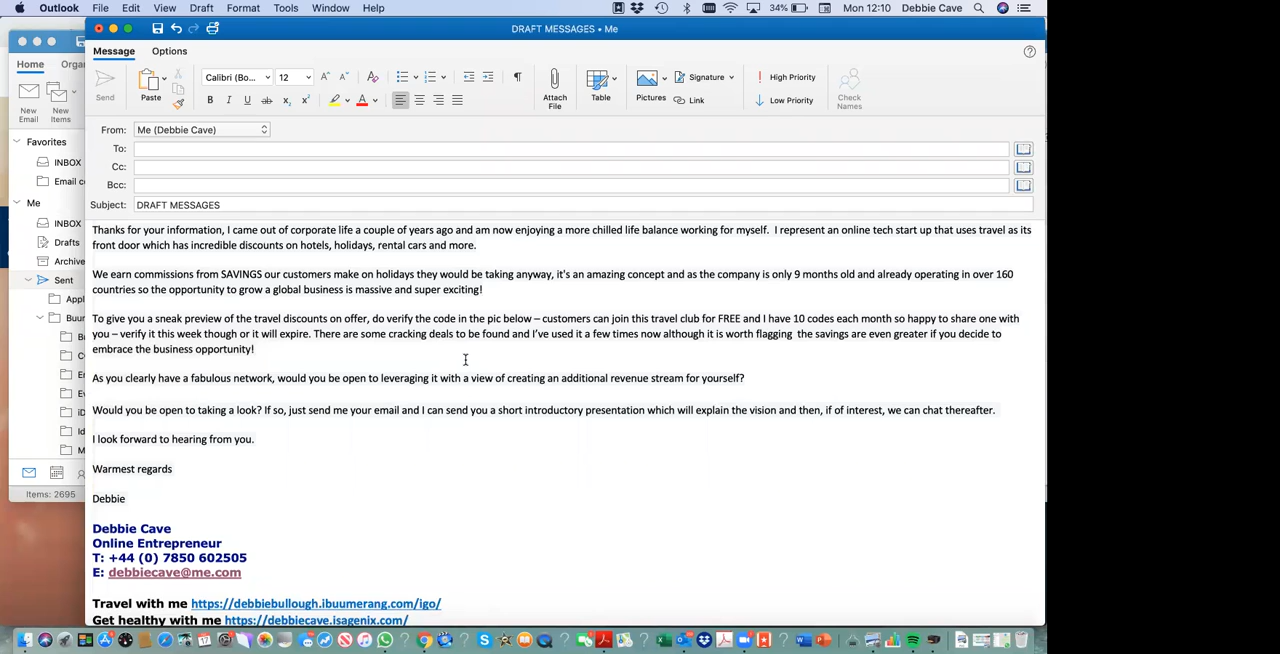 Outlook File Edit View Draft Format Tools Window Help 34% Mon 12:10 Debbie Cave
DRAFT MESSAGES • Me
Message Options
Home Orga
Send Paste Calibri (Bo... 12 Attach File Table Pictures Signature Link High Priority Low Priority Check Names
New Email New Items
From: Me (Debbie Cave)
To:
Cc:
Bcc:
Subject: DRAFT MESSAGES
Favorites
INBOX
Email c
Me
INBOX
Drafts
Archive
Sent
Appl
Buu
Items: 2695
Thanks for your information, I came out of corporate life a couple of years ago and am now enjoying a more chilled life balance working for myself. I represent an online tech start up that uses travel as its
front door which has incredible discounts on hotels, holidays, rental cars and more.
We earn commissions from SAVINGS our customers make on holidays they would be taking anyway, it's an amazing concept and as the company is only 9 months old and already operating in over 160
countries so the opportunity to grow a global business is massive and super exciting!
To give you a sneak preview of the travel discounts on offer, do verify the code in the pic below – customers can join this travel club for FREE and I have 10 codes each month so happy to share one with
you – verify it this week though or it will expire. There are some cracking deals to be found and I've used it a few times now although it is worth flagging the savings are even greater if you decide to
embrace the business opportunity!
As you clearly have a fabulous network, would you be open to leveraging it with a view of creating an additional revenue stream for yourself?
Would you be open to taking a look? If so, just send me your email and I can send you a short introductory presentation which will explain the vision and then, if of interest, we can chat thereafter.
I look forward to hearing from you.
Warmest regards
Debbie
Debbie Cave
Online Entrepreneur
T: +44 (0) 7850 602505
E: debbiecave@me.com
Travel with me https://debbiebullough.ibuumerang.com/igo/
Get healthy with me https://debbiecave.isagenix.com/